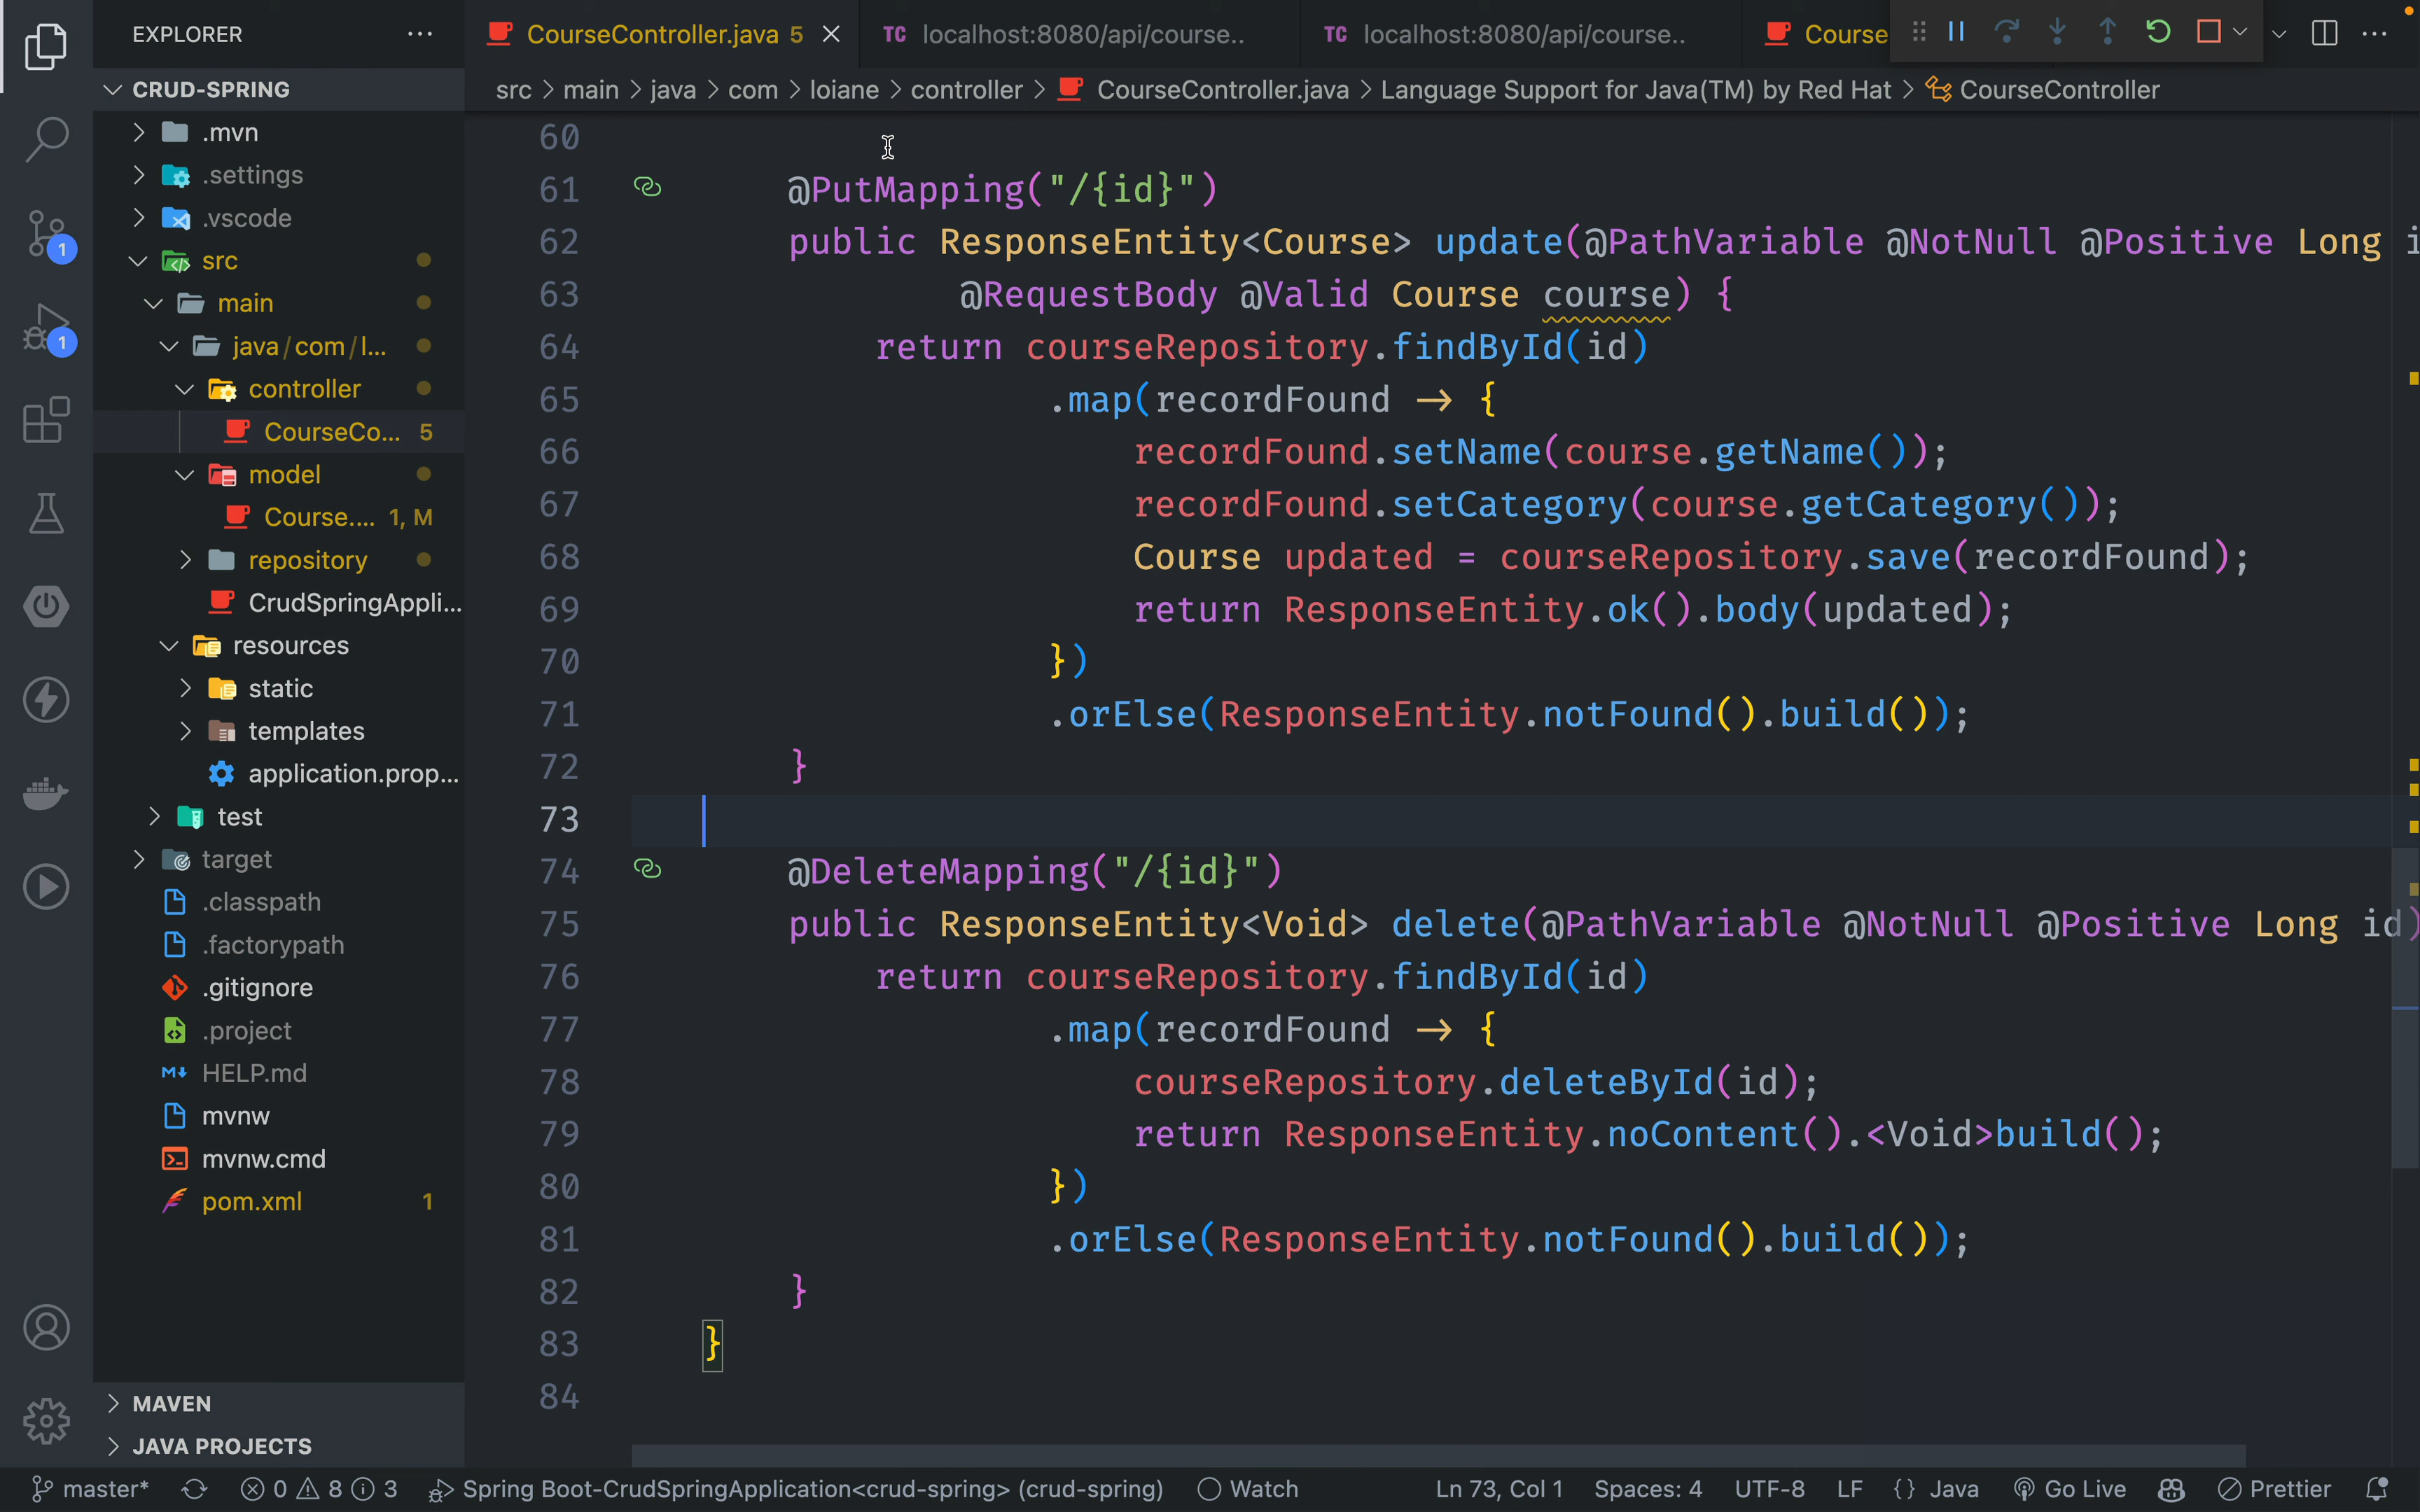 EXPLORER
CRUD-SPRING
.mvn
.settings
.vscode
src
main
java/com/l...
controller
CourseCo... 5
model
Course.... 1, M
repository
CrudSpringAppli...
resources
static
templates
application.prop...
test
target
.classpath
.factorypath
.gitignore
.project
HELP.md
mvnw
mvnw.cmd
pom.xml 1
MAVEN
JAVA PROJECTS
1
1
CourseController.java 5
TC localhost:8080/api/course..
TC localhost:8080/api/course..
Course
src > main > java > com > loiane > controller > CourseController.java > Language Support for Java(TM) by Red Hat > CourseController
60
61 @PutMapping("/{id}")
62 public ResponseEntity<Course> update(@PathVariable @NotNull @Positive Long i
63 @RequestBody @Valid Course course) {
64 return courseRepository.findById(id)
65 .map(recordFound → {
66 recordFound.setName(course.getName());
67 recordFound.setCategory(course.getCategory());
68 Course updated = courseRepository.save(recordFound);
69 return ResponseEntity.ok().body(updated);
70 })
71 .orElse(ResponseEntity.notFound().build());
72 }
73
74 @DeleteMapping("/{id}")
75 public ResponseEntity<Void> delete(@PathVariable @NotNull @Positive Long id)
76 return courseRepository.findById(id)
77 .map(recordFound → {
78 courseRepository.deleteById(id);
79 return ResponseEntity.noContent().<Void>build();
80 })
81 .orElse(ResponseEntity.notFound().build());
82 }
83 }
84
master* 0 8 3 Spring Boot-CrudSpringApplication<crud-spring> (crud-spring) Watch Ln 73, Col 1 Spaces: 4 UTF-8 LF {} Java Go Live Prettier